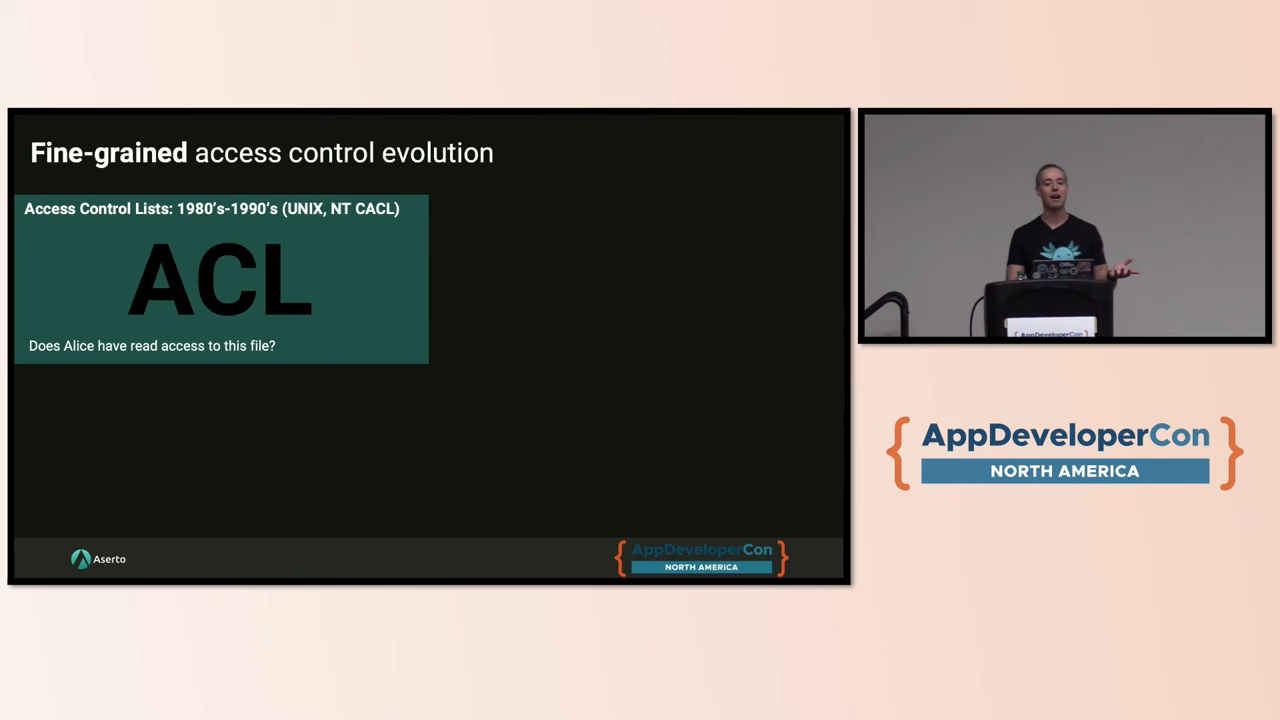 Fine-grained access control evolution
Access Control Lists: 1980's-1990's (UNIX, NT CACL)
ACL
Does Alice have read access to this file?
Aserto
{ AppDeveloperCon }
NORTH AMERICA
AppDeveloperCon
{ AppDeveloperCon }
NORTH AMERICA